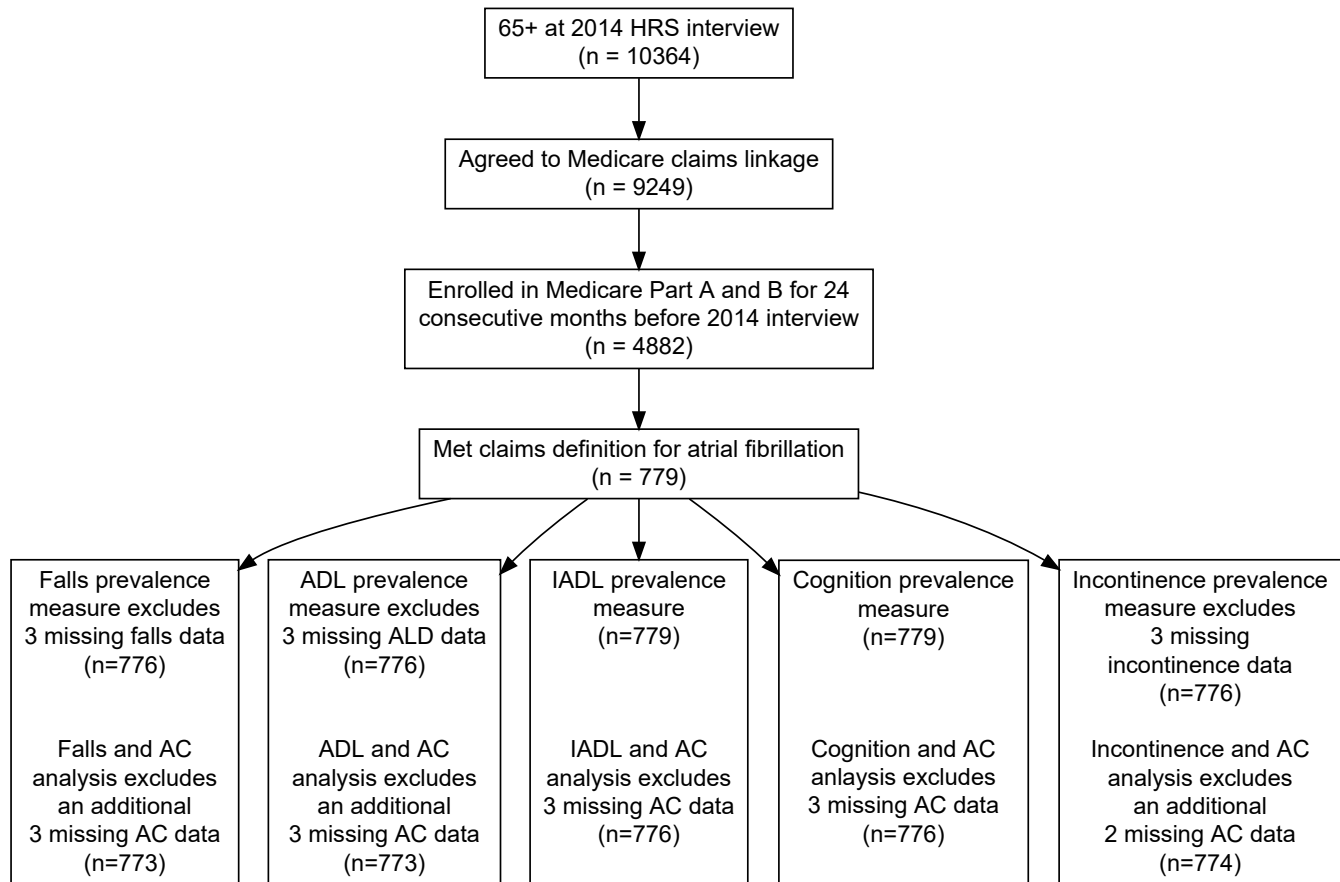 65+ at 2014 HRS interview
(n = 10364)
Agreed to Medicare claims linkage
(n = 9249)
Enrolled in Medicare Part A and B for 24
consecutive months before 2014 interview
(n = 4882)
Met claims definition for atrial fibrillation
(n = 779)
Falls prevalence
measure excludes
3 missing falls data
(n=776)
Falls and AC
analysis excludes
an additional
3 missing AC data
(n=773)
ADL prevalence
measure excludes
3 missing ALD data
(n=776)
ADL and AC
analysis excludes
an additional
3 missing AC data
(n=773)
IADL prevalence
measure
(n=779)
IADL and AC
analysis excludes
3 missing AC data
(n=776)
Cognition prevalence
measure
(n=779)
Cognition and AC
anlaysis excludes
3 missing AC data
(n=776)
Incontinence prevalence
measure excludes
3 missing
incontinence data
(n=776)
Incontinence and AC
analysis excludes
an additional
2 missing AC data
(n=774)